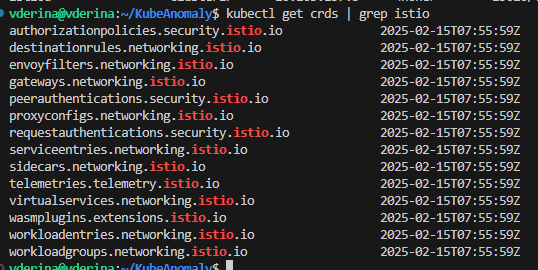 vderina@vderina:~/KubeAnomaly$ kubectl get crds | grep istio
authorizationpolicies.security.istio.io 2025-02-15T07:55:59Z
destinationrules.networking.istio.io 2025-02-15T07:55:59Z
envoyfilters.networking.istio.io 2025-02-15T07:55:59Z
gateways.networking.istio.io 2025-02-15T07:55:59Z
peerauthentications.security.istio.io 2025-02-15T07:55:59Z
proxyconfigs.networking.istio.io 2025-02-15T07:55:59Z
requestauthentications.security.istio.io 2025-02-15T07:55:59Z
serviceentries.networking.istio.io 2025-02-15T07:55:59Z
sidecars.networking.istio.io 2025-02-15T07:55:59Z
telemetries.telemetry.istio.io 2025-02-15T07:55:59Z
virtualservices.networking.istio.io 2025-02-15T07:55:59Z
wasmplugins.extensions.istio.io 2025-02-15T07:55:59Z
workloadentries.networking.istio.io 2025-02-15T07:55:59Z
workloadgroups.networking.istio.io 2025-02-15T07:55:59Z
vderina@vderina:~/KubeAnomaly$